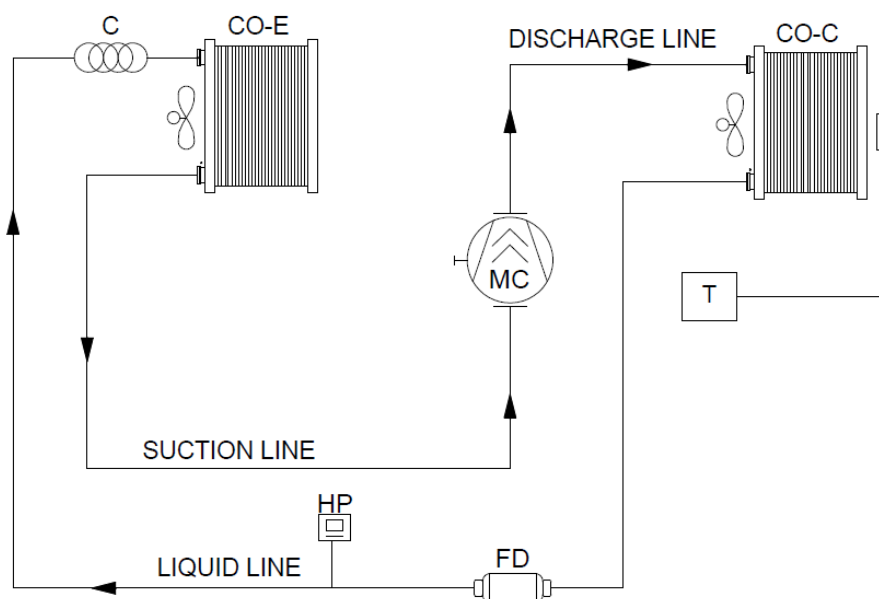 C
CO-E
DISCHARGE LINE
CO-C
MC
T
SUCTION LINE
HP
LIQUID LINE
FD